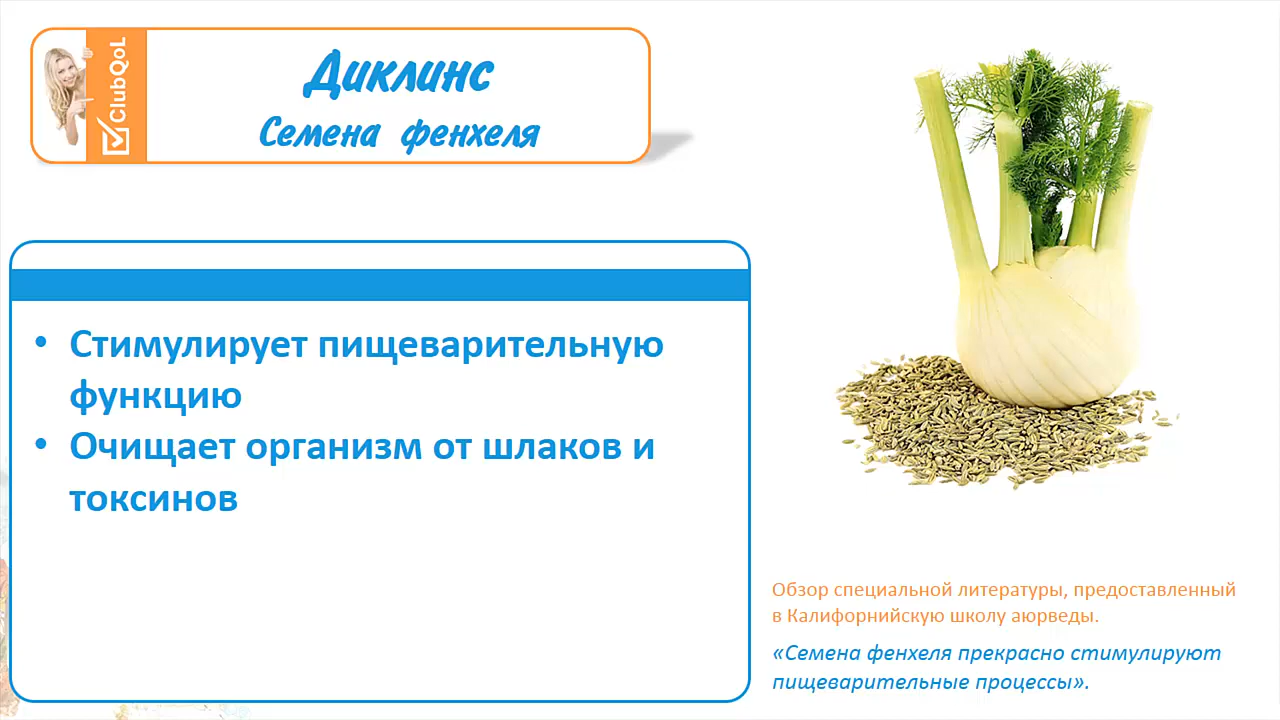 ClubQoL
Диклинс
Семена фенхеля
• Стимулирует пищеварительную
функцию
• Очищает организм от шлаков и
токсинов
Обзор специальной литературы, предоставленный
в Калифорнийскую школу аюрведы.
«Семена фенхеля прекрасно стимулируют
пищеварительные процессы».